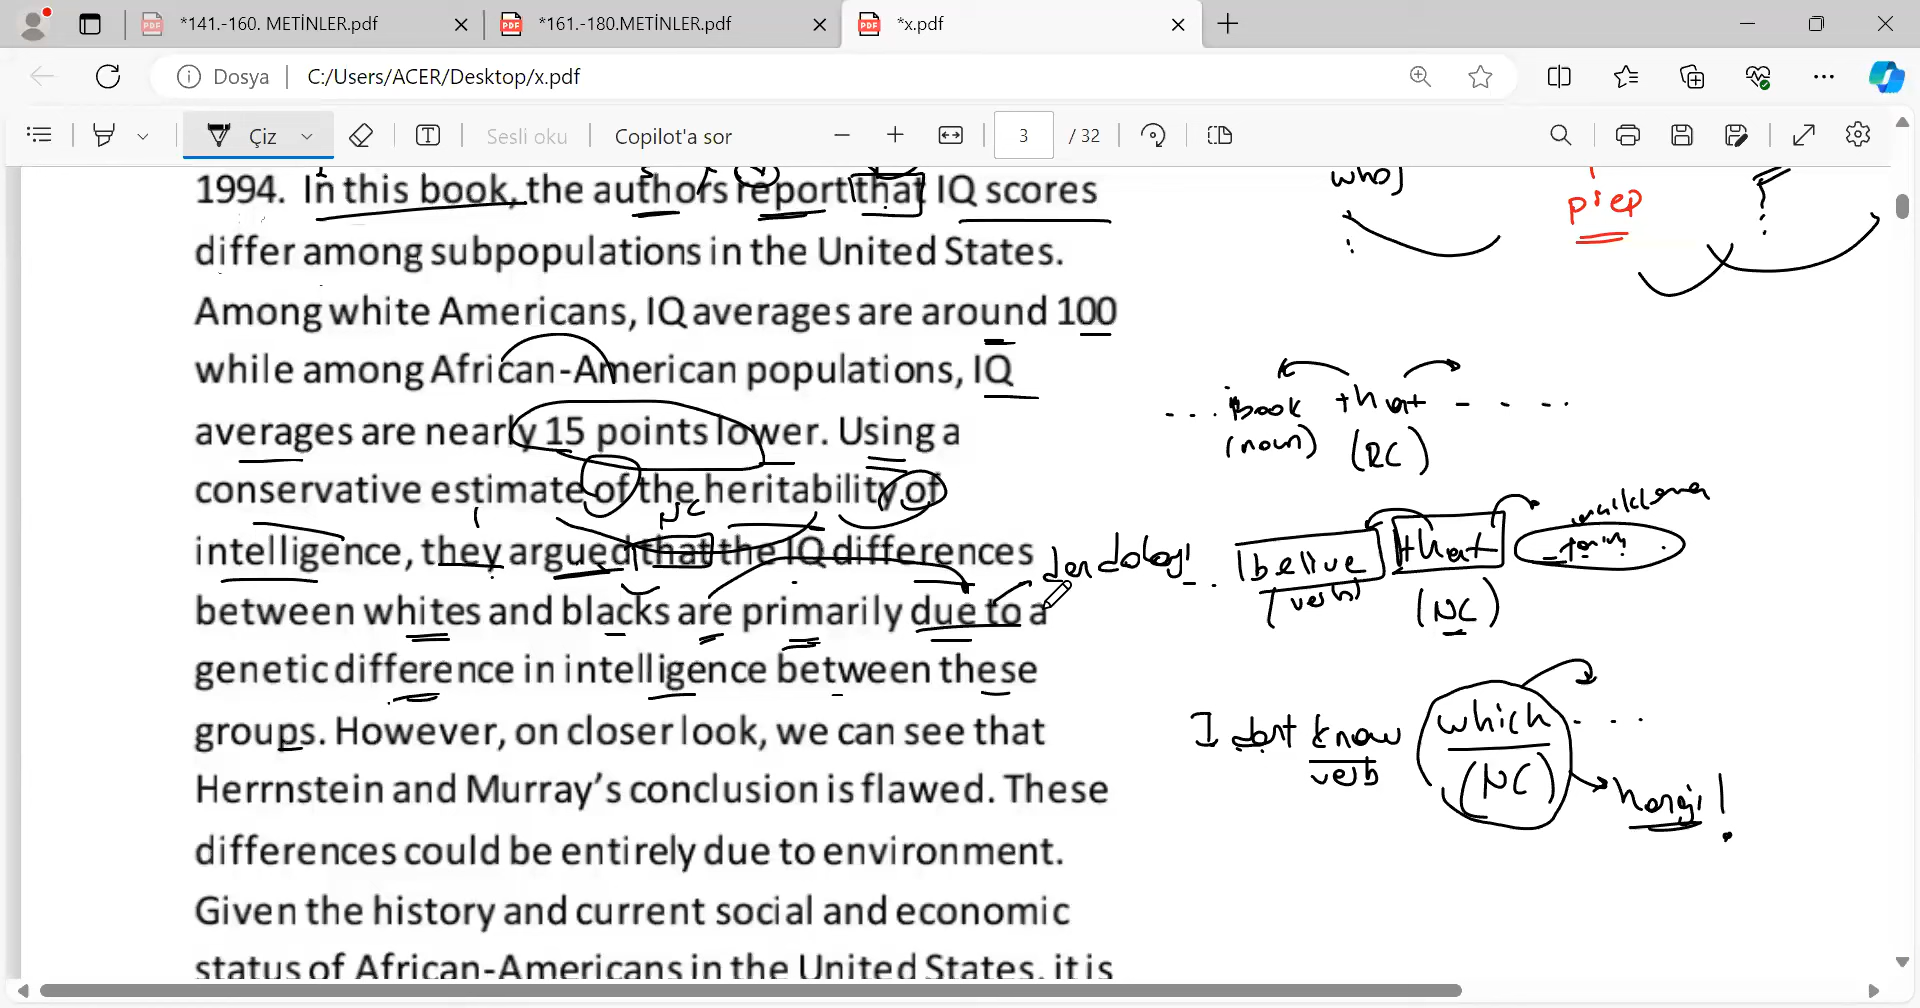 *141.-160. METİNLER.pdf
*161.-180.METİNLER.pdf
*x.pdf
Dosya
C:/Users/ACER/Desktop/x.pdf
Çiz
Sesli oku
Copilot'a sor
3
/ 32
1994. In this book, the authors report that IQ scores
differ among subpopulations in the United States.
Among white Americans, IQ averages are around 100
while among African-American populations, IQ
averages are nearly 15 points lower. Using a
conservative estimate of the heritability of
NC
intelligence, they argued that the IQ differences
between whites and blacks are primarily due to a
genetic difference in intelligence between these
groups. However, on closer look, we can see that
Herrnstein and Murray's conclusion is flawed. These
differences could be entirely due to environment.
Given the history and current social and economic
status of African-Americans in the United States, it is
who
prep
?
... Book that - - ...
(noun) (RC)
den dolayı
I belive that
(verb) (NC)
I dont know which ...
verb (NC)
hangi!